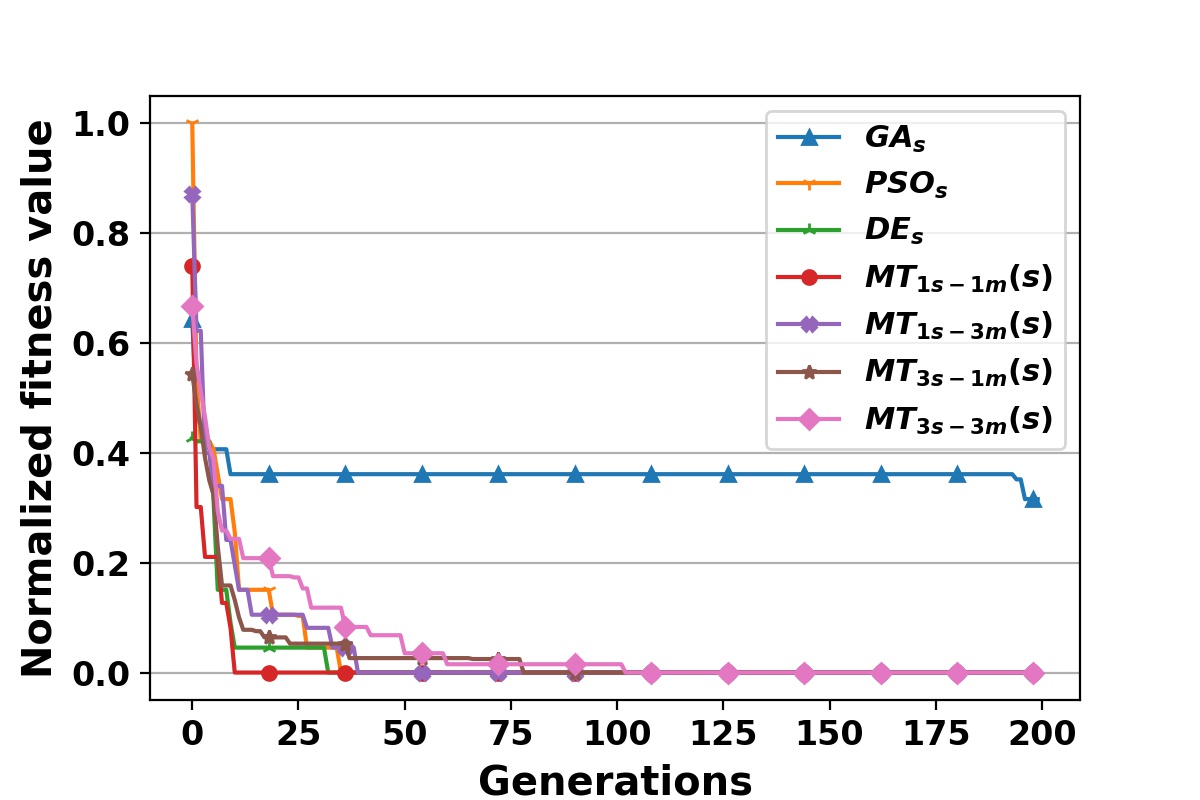 Normalized fitness value
1.0
0.8
0.6
0.4
0.2
0.0
GAs
PSOs
DEs
MT1s−1m(s)
MT1s−3m(s)
MT3s−1m(s)
MT3s−3m(s)
0 25 50 75 100 125 150 175 200
Generations